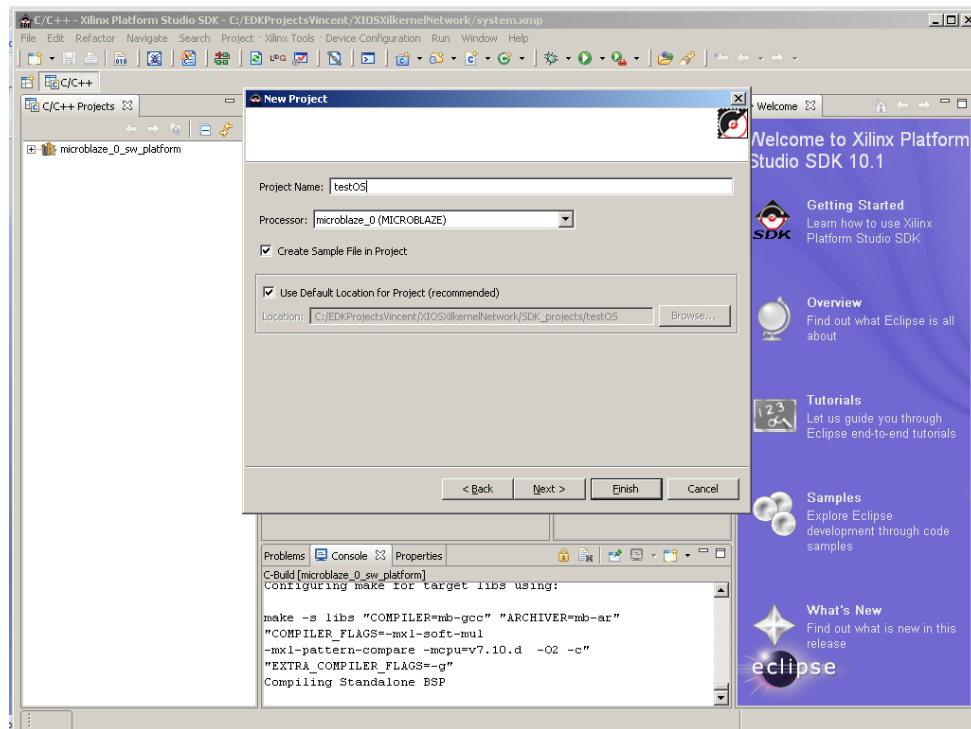 C/C++ - Xilinx Platform Studio SDK - C:/EDKProjectsVincent/XIOSXilkernelNetwork/system.xmp
File Edit Refactor Navigate Search Project Xilinx Tools Device Configuration Run Window Help
C/C++
C/C++ Projects
microblaze_0_sw_platform
New Project
Project Name: testOS
Processor: microblaze_0 (MICROBLAZE)
Create Sample File in Project
Use Default Location for Project (recommended)
Location: C:/EDKProjectsVincent/XIOSXilkernelNetwork/SDK_projects/testOS Browse...
< Back Next > Finish Cancel
Welcome
Welcome to Xilinx Platform
Studio SDK 10.1
SDK
Getting Started
Learn how to use Xilinx
Platform Studio SDK
Overview
Find out what Eclipse is all
about
Tutorials
Let us guide you through
Eclipse end-to-end tutorials
Samples
Explore Eclipse
development through code
samples
What's New
Find out what is new in this
release
eclipse
Problems Console Properties
C-Build [microblaze_0_sw_platform]
Configuring make for target libs using:
make -s libs "COMPILER=mb-gcc" "ARCHIVER=mb-ar"
"COMPILER_FLAGS=-mxl-soft-mul
-mxl-pattern-compare -mcpu=v7.10.d -O2 -c"
"EXTRA_COMPILER_FLAGS=-g"
Compiling Standalone BSP